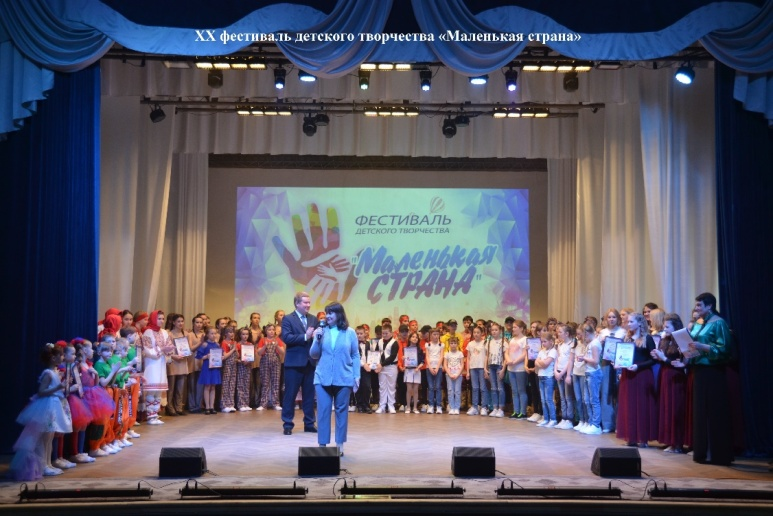 XX фестиваль детского творчества «Маленькая страна»
ФЕСТИВАЛЬ
ДЕТСКОГО ТВОРЧЕСТВА
"Маленькая
СТРАНА"